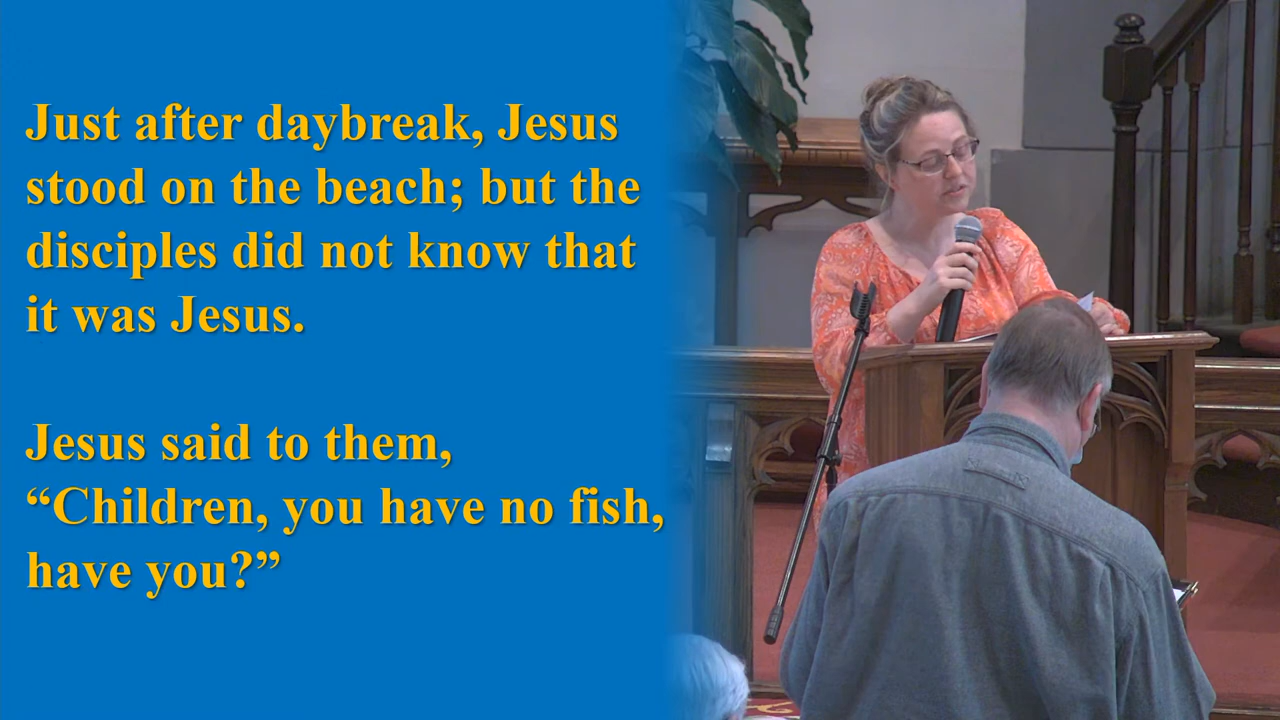 Just after daybreak, Jesus
stood on the beach; but the
disciples did not know that
it was Jesus.
Jesus said to them,
“Children, you have no fish,
have you?”